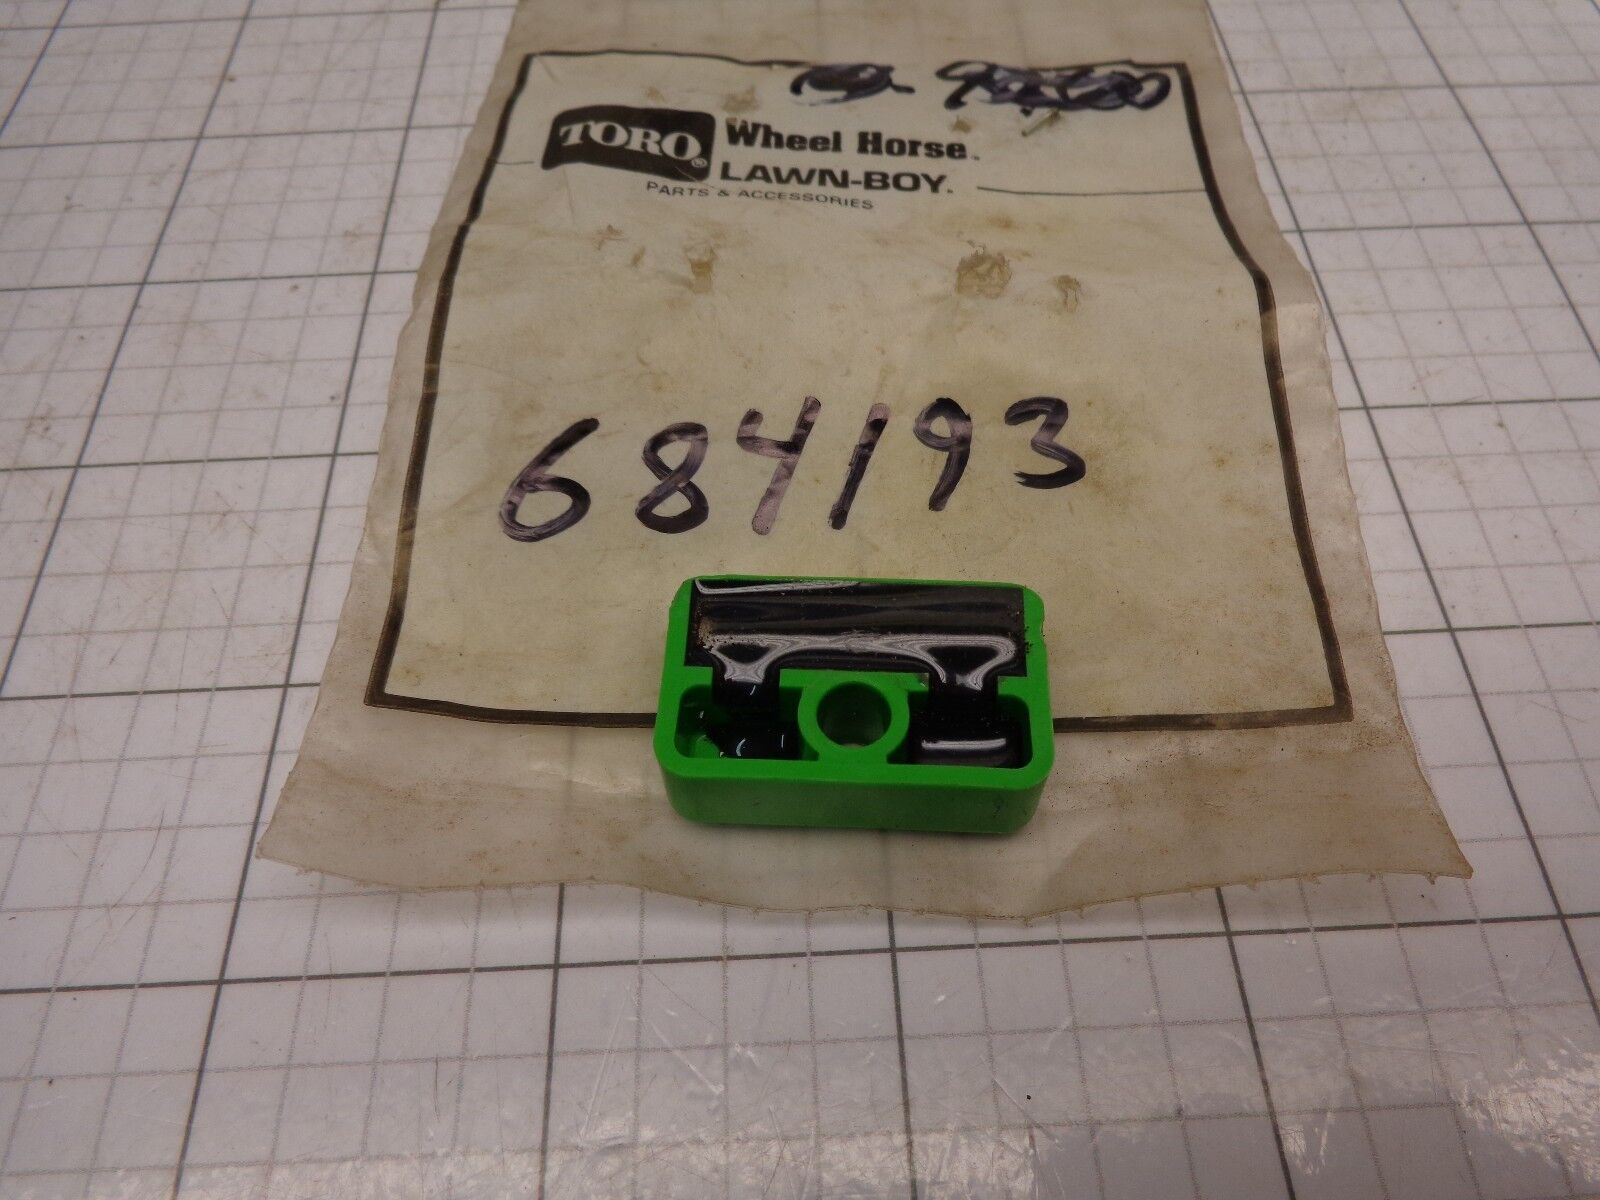 TORO® Wheel Horse.
LAWN-BOY.
PARTS & ACCESSORIES
684193